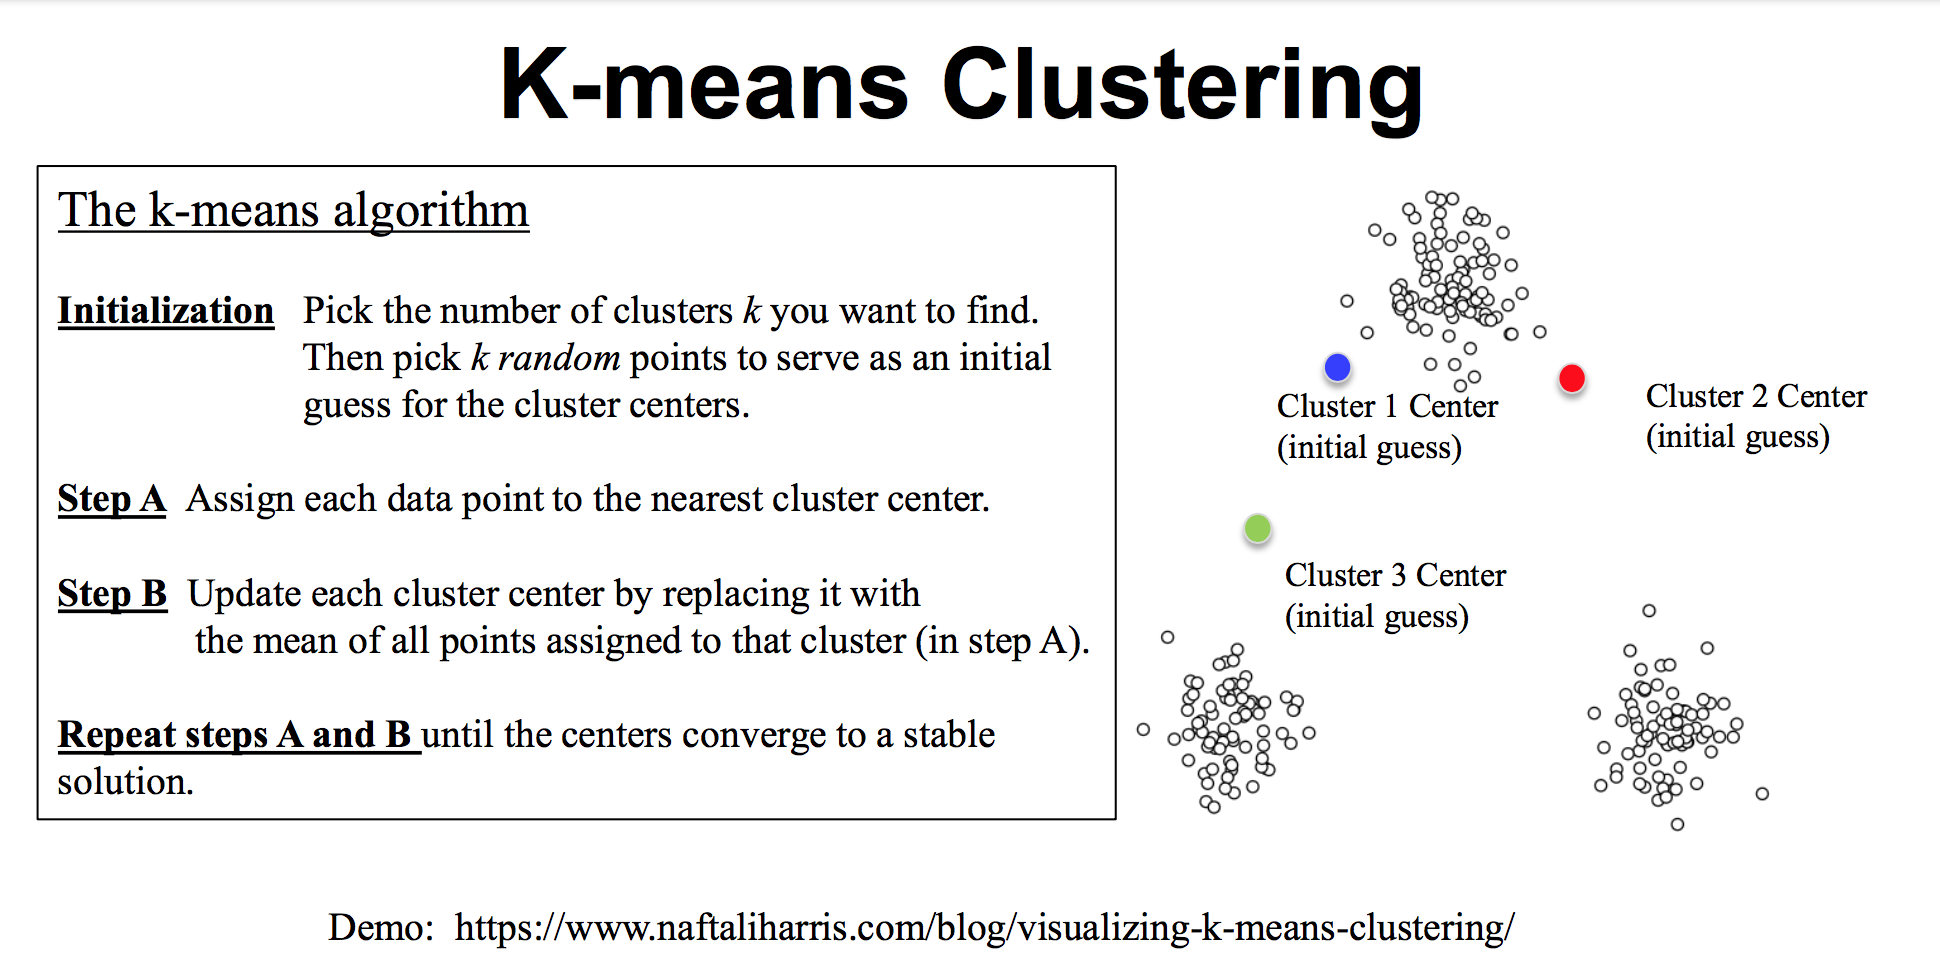 K-means Clustering
The k-means algorithm
Initialization Pick the number of clusters k you want to find.
Then pick k random points to serve as an initial
guess for the cluster centers.
Step A Assign each data point to the nearest cluster center.
Step B Update each cluster center by replacing it with
the mean of all points assigned to that cluster (in step A).
Repeat steps A and B until the centers converge to a stable
solution.
Cluster 1 Center
(initial guess)
Cluster 2 Center
(initial guess)
Cluster 3 Center
(initial guess)
Demo: https://www.naftaliharris.com/blog/visualizing-k-means-clustering/